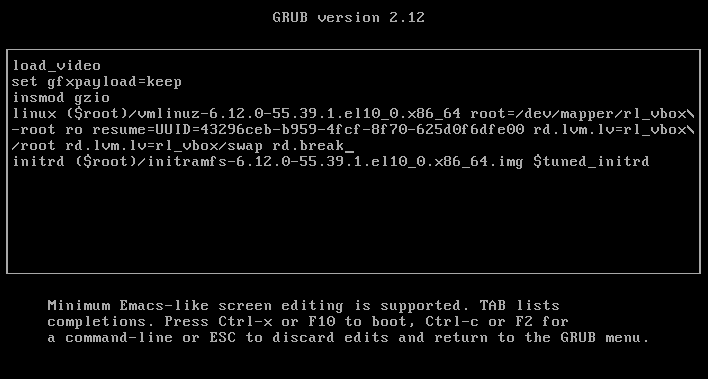 GRUB version 2.12
load_video
set gfxpayload=keep
insmod gzio
linux ($root)/vmlinuz-6.12.0-55.39.1.el10_0.x86_64 root=/dev/mapper/rl_vbox\
-root ro resume=UUID=43296ceb-b959-4fcf-8f70-625d0f6dfe00 rd.lvm.lv=rl_vbox\
/root rd.lvm.lv=rl_vbox/swap rd.break_
initrd ($root)/initramfs-6.12.0-55.39.1.el10_0.x86_64.img $tuned_initrd
Minimum Emacs-like screen editing is supported. TAB lists
completions. Press Ctrl-x or F10 to boot, Ctrl-c or F2 for
a command-line or ESC to discard edits and return to the GRUB menu.